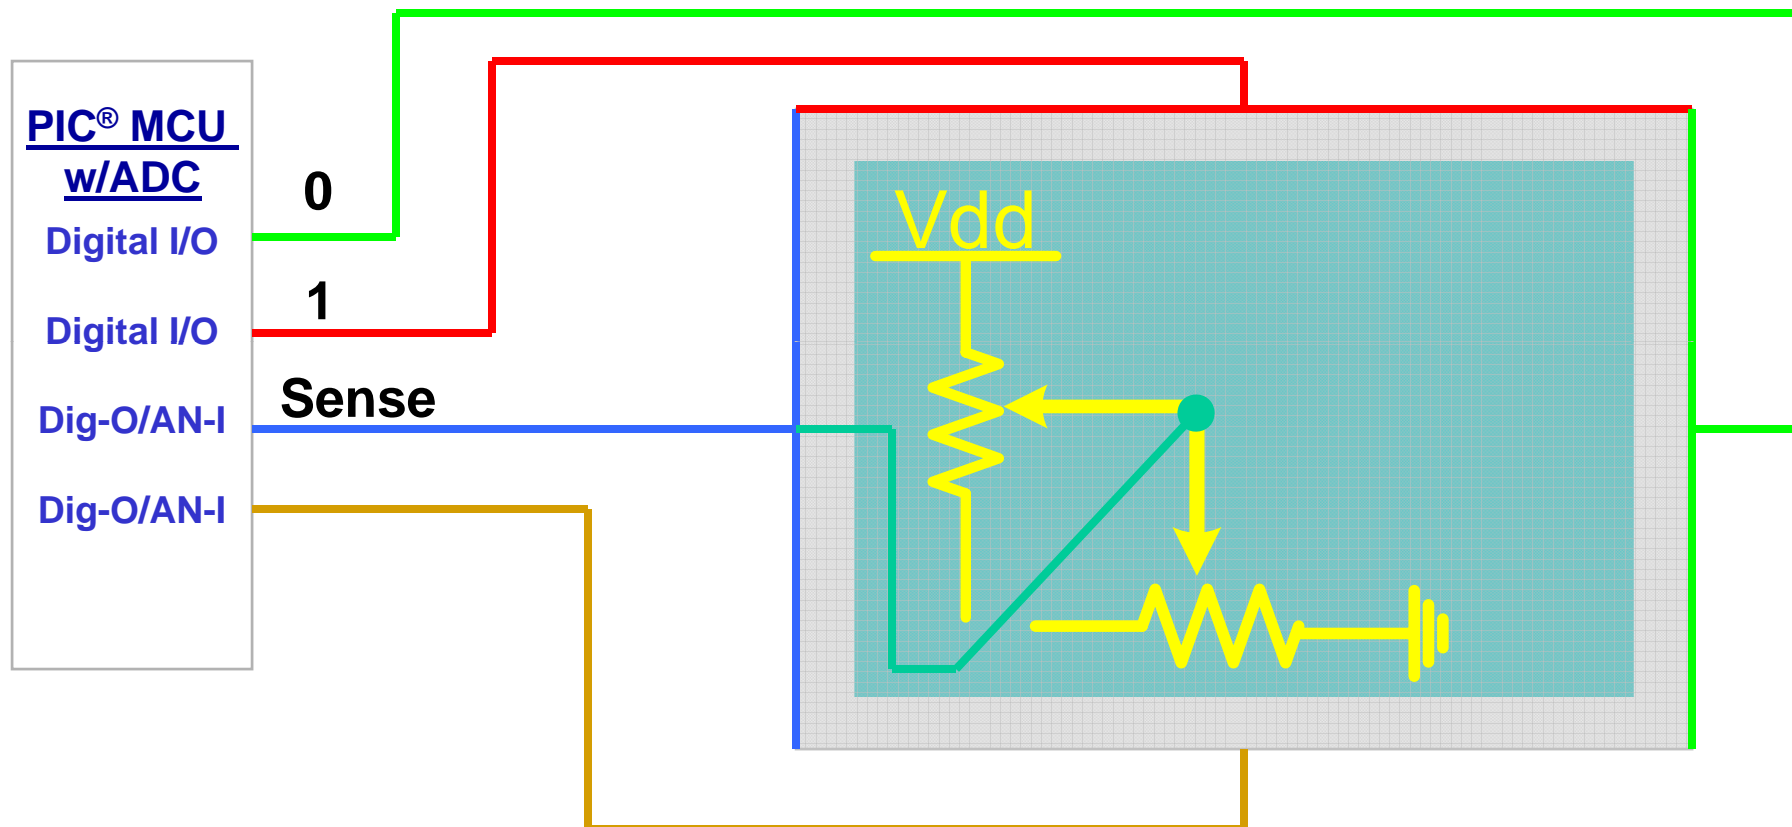 PIC® MCU
w/ADC
0
Digital I/O
1
Digital I/O
Sense
Dig-O/AN-I
Dig-O/AN-I
Vdd